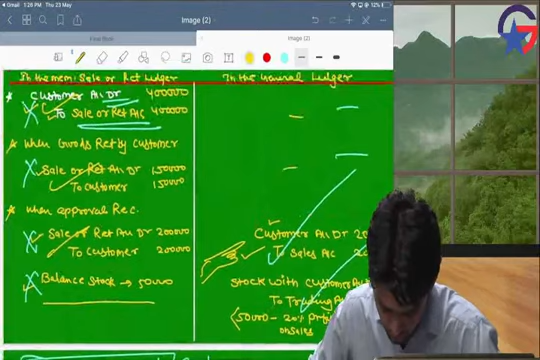 1:26 PM Thu 23 May
Image (2)
Image (2)
In the mem: Sale or Ret Ledger
In the General Ledger
Customer A/c Dr 400000
To Sale or Ret A/c 400000
When Goods Ret by Customer
Sale or Ret A/c Dr 150000
To Customer 150000
When approval Rec.
Sale or Ret A/c Dr 200000
To Customer 200000
Balance Stock → 50000
Customer A/c Dr
To Sales A/c
Stock with Customer A/c
To Trading A/c
(50000 - 20%
on Sales